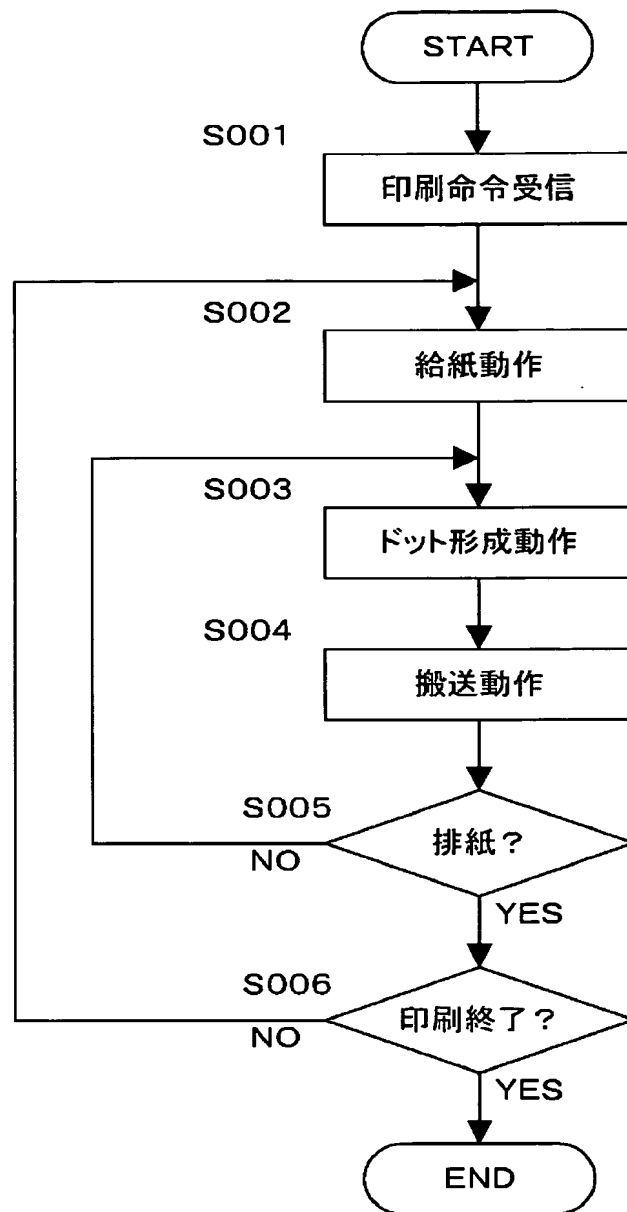 START
S001
印刷命令受信
S002
給紙動作
S003
ドット形成動作
S004
搬送動作
S005
排紙？
NO
YES
S006
印刷終了？
NO
YES
END